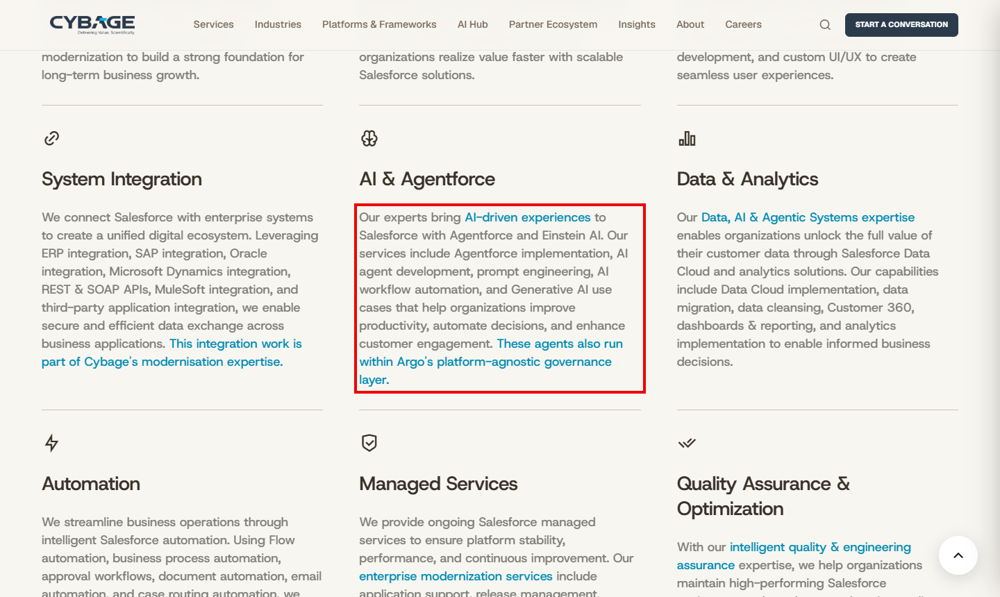 CYBAGE
Delivering Value. Scientifically.
Services
Industries
Platforms & Frameworks
AI Hub
Partner Ecosystem
Insights
About
Careers
START A CONVERSATION
modernization to build a strong foundation for
long-term business growth.
organizations realize value faster with scalable
Salesforce solutions.
development, and custom UI/UX to create
seamless user experiences.
System Integration
We connect Salesforce with enterprise systems
to create a unified digital ecosystem. Leveraging
ERP integration, SAP integration, Oracle
integration, Microsoft Dynamics integration,
REST & SOAP APIs, MuleSoft integration, and
third-party application integration, we enable
secure and efficient data exchange across
business applications. This integration work is
part of Cybage's modernisation expertise.
AI & Agentforce
Our experts bring AI-driven experiences to
Salesforce with Agentforce and Einstein AI. Our
services include Agentforce implementation, AI
agent development, prompt engineering, AI
workflow automation, and Generative AI use
cases that help organizations improve
productivity, automate decisions, and enhance
customer engagement. These agents also run
within Argo's platform-agnostic governance
layer.
Data & Analytics
Our Data, AI & Agentic Systems expertise
enables organizations unlock the full value of
their customer data through Salesforce Data
Cloud and analytics solutions. Our capabilities
include Data Cloud implementation, data
migration, data cleansing, Customer 360,
dashboards & reporting, and analytics
implementation to enable informed business
decisions.
Automation
We streamline business operations through
intelligent Salesforce automation. Using Flow
automation, business process automation,
approval workflows, document automation, email
automation, and case routing automation, we
Managed Services
We provide ongoing Salesforce managed
services to ensure platform stability,
performance, and continuous improvement. Our
enterprise modernization services include
application support, release management,
Quality Assurance &
Optimization
With our intelligent quality & engineering
assurance expertise, we help organizations
maintain high-performing Salesforce